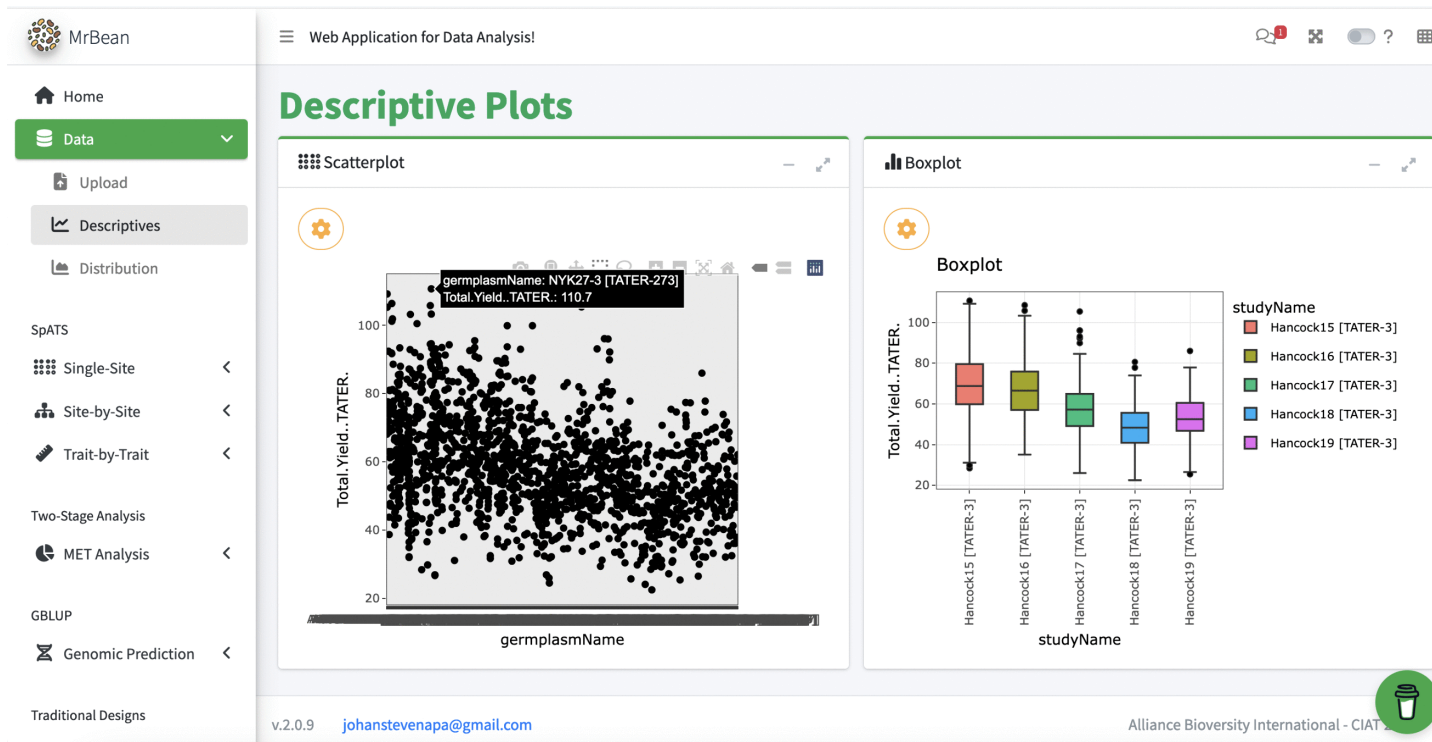 MrBean
Web Application for Data Analysis!
1
?
Home
Data
Upload
Descriptives
Distribution
SpATS
Single-Site
Site-by-Site
Trait-by-Trait
Two-Stage Analysis
MET Analysis
GBLUP
Genomic Prediction
Traditional Designs
Descriptive Plots
Scatterplot
germplasmName: NYK27-3 [TATER-273]
Total.Yield..TATER.: 110.7
Total.Yield..TATER.
100
80
60
40
20
germplasmName
Boxplot
Boxplot
Total.Yield..TATER.
100
80
60
40
20
Hancock15 [TATER-3]
Hancock16 [TATER-3]
Hancock17 [TATER-3]
Hancock18 [TATER-3]
Hancock19 [TATER-3]
studyName
studyName
Hancock15 [TATER-3]
Hancock16 [TATER-3]
Hancock17 [TATER-3]
Hancock18 [TATER-3]
Hancock19 [TATER-3]
v.2.0.9
johanstevenapa@gmail.com
Alliance Bioversity International - CIAT